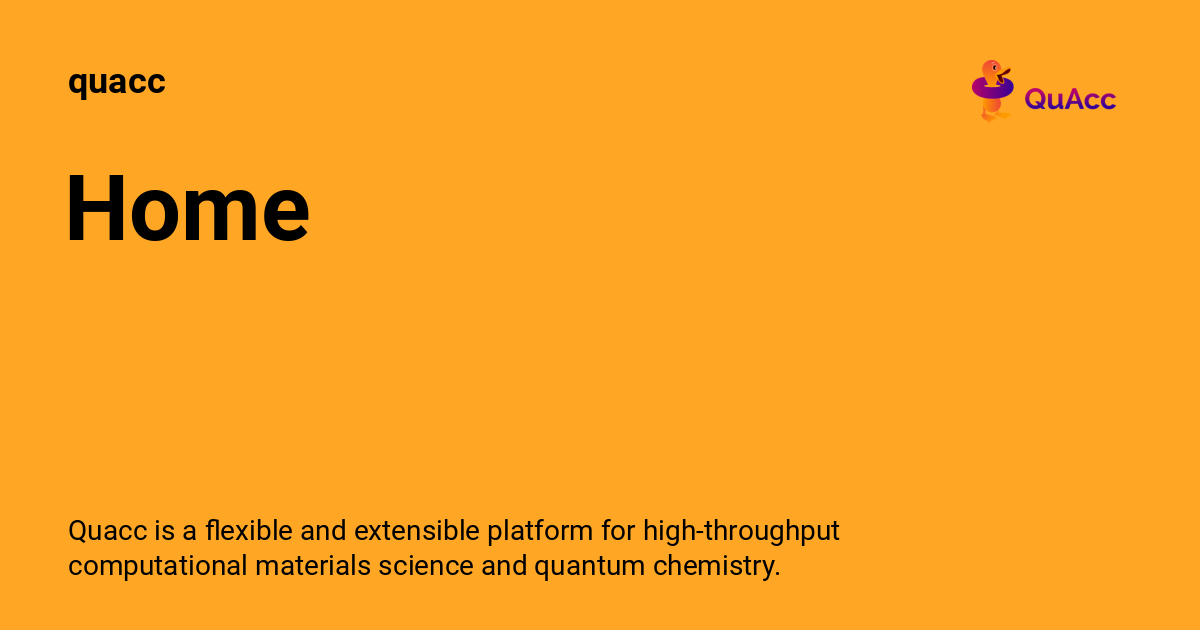 quacc
QuAcc
Home
Quacc is a flexible and extensible platform for high-throughput
computational materials science and quantum chemistry.